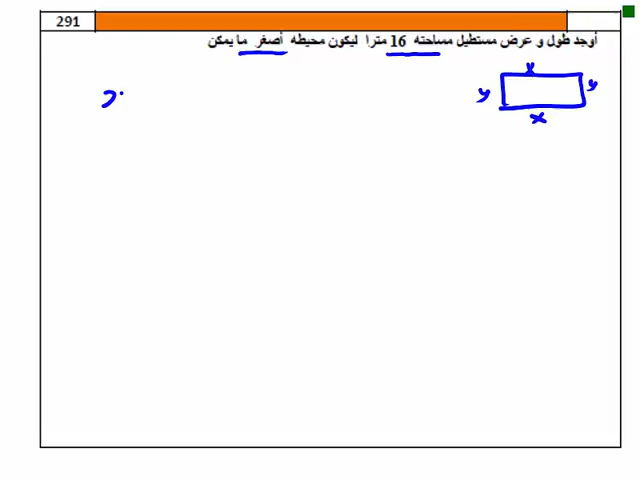 291
أوجد طول و عرض مستطيل مساحته 16 مترا ليكون محيطه أصغر ما يمكن
x
y y
x